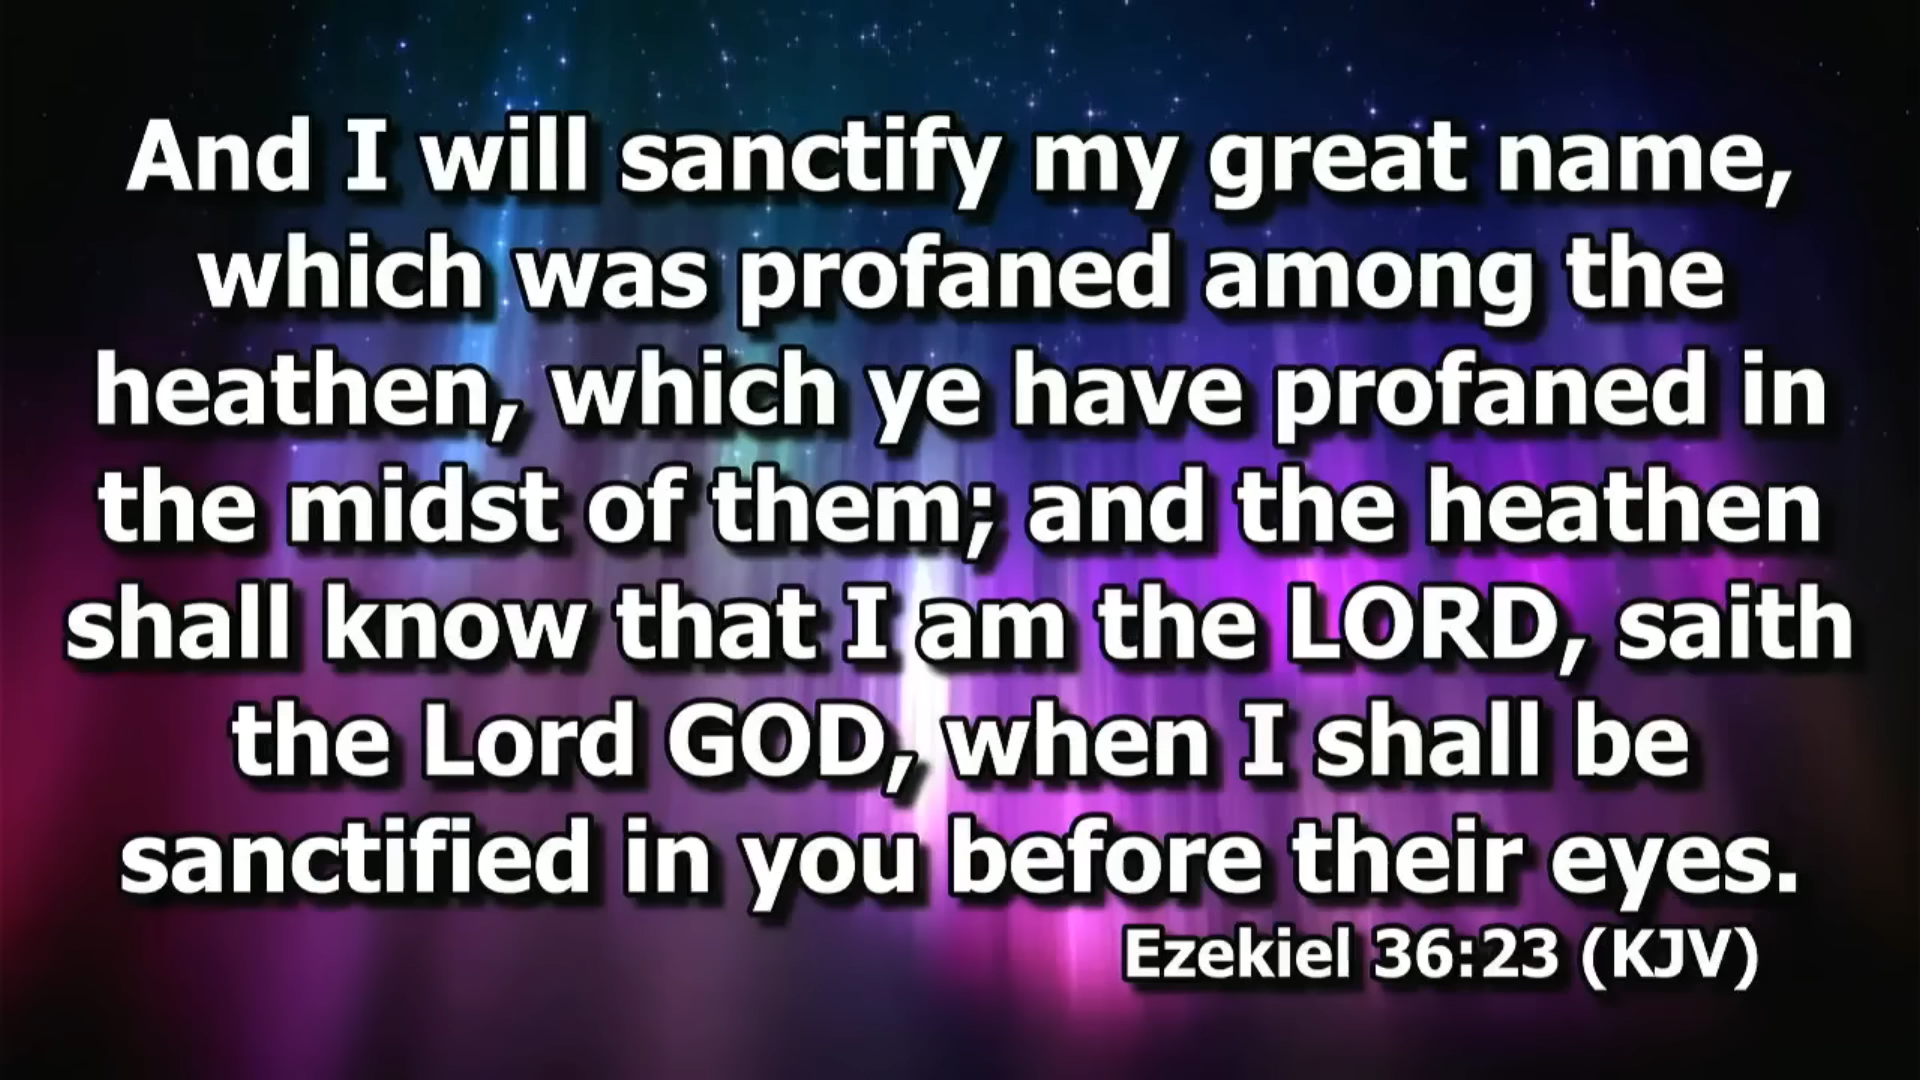 And I will sanctify my great name,
which was profaned among the
heathen, which ye have profaned in
the midst of them; and the heathen
shall know that I am the LORD, saith
the Lord GOD, when I shall be
sanctified in you before their eyes.
Ezekiel 36:23 (KJV)